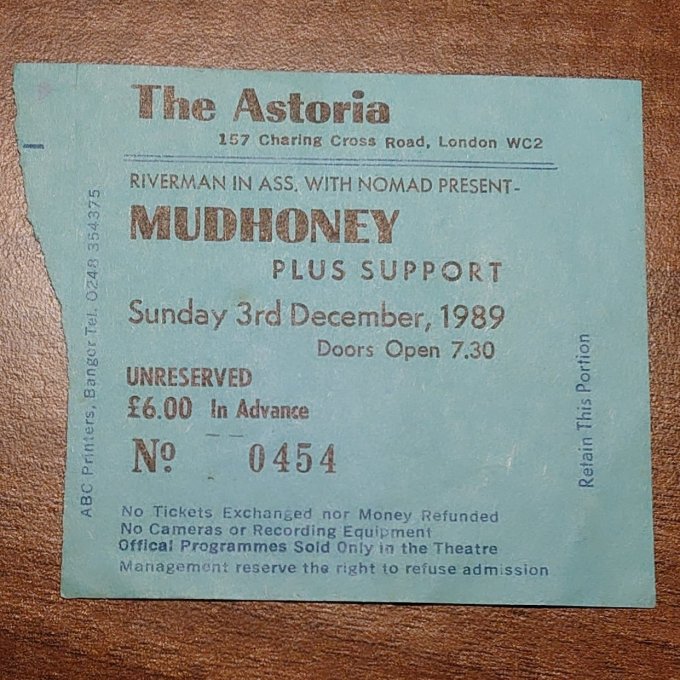 The Astoria
157 Charing Cross Road, London WC2
RIVERMAN IN ASS. WITH NOMAD PRESENT-
MUDHONEY
PLUS SUPPORT
Sunday 3rd December, 1989
Doors Open 7.30
UNRESERVED
£6.00 In Advance
Nº 0454
No Tickets Exchanged nor Money Refunded
No Cameras or Recording Equipment
Offical Programmes Sold Only in the Theatre
Management reserve the right to refuse admission
ABC Printers, Bangor Tel. 0248 354375
Retain This Portion